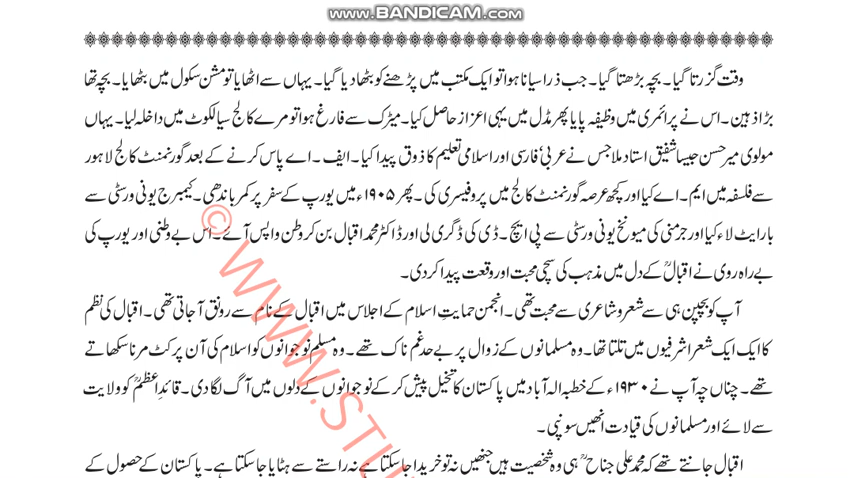 WWW.BANDICAM.COM
وقت گزرتا گیا۔ بچہ بڑھتا گیا۔ جب ذرا سیانا ہوا تو ایک مکتب میں پڑھنے کو بٹھا دیا گیا۔ یہاں سے اٹھایا تو مشن سکول میں بٹھایا۔ بچہ تھا
بڑا ذہین۔ اس نے پرائمری میں وظیفہ پایا پھر مڈل میں یہی اعزاز حاصل کیا۔ میٹرک سے فارغ ہوا تو مرے کالج سیالکوٹ میں داخلہ لیا۔ یہاں
مولوی میر حسن جیسا شفیق استاد ملا جس نے عربی فارسی اور اسلامی تعلیم کا ذوق پیدا کیا۔ ایف۔ اے پاس کرنے کے بعد گورنمنٹ کالج لاہور
سے فلسفہ میں ایم۔ اے کیا اور کچھ عرصہ گورنمنٹ کالج میں پروفیسری کی۔ پھر ۱۹۰۵ء میں یورپ کے سفر پر کمر باندھی۔ کیمبرج یونی ورسٹی سے
بار ایٹ لاء کیا اور جرمنی کی میونخ یونی ورسٹی سے پی ایچ۔ ڈی کی ڈگری لی اور ڈاکٹر محمد اقبال بن کر وطن واپس آئے۔ اس بے وطنی اور یورپ کی
بے راہ روی نے اقبالؒ کے دل میں مذہب کی سچی محبت اور وقعت پیدا کر دی۔
آپ کو بچپن ہی سے شعر و شاعری سے محبت تھی۔ انجمن حمایتِ اسلام کے اجلاس میں اقبال کے نام سے رونق آ جاتی تھی۔ اقبال کی نظم
کا ایک ایک شعر اشرفیوں میں تلتا تھا۔ وہ مسلمانوں کے زوال پر بے حد غم ناک تھے۔ وہ مسلم نوجوانوں کو اسلام کی آن پر کٹ مرنا سکھاتے
تھے۔ چناں چہ آپ نے ۱۹۳۰ء کے خطبہ الہ آباد میں پاکستان کا تخیل پیش کر کے نوجوانوں کے دلوں میں آگ لگا دی۔ قائدِ اعظمؒ کو ولایت
سے لائے اور مسلمانوں کی قیادت انھیں سونپی۔
اقبال جانتے تھے کہ محمد علی جناحؒ ہی وہ شخصیت ہیں جنھیں نہ تو خریدا جا سکتا ہے نہ راستے سے ہٹایا جا سکتا ہے۔ پاکستان کے حصول کے
© WWW.STU